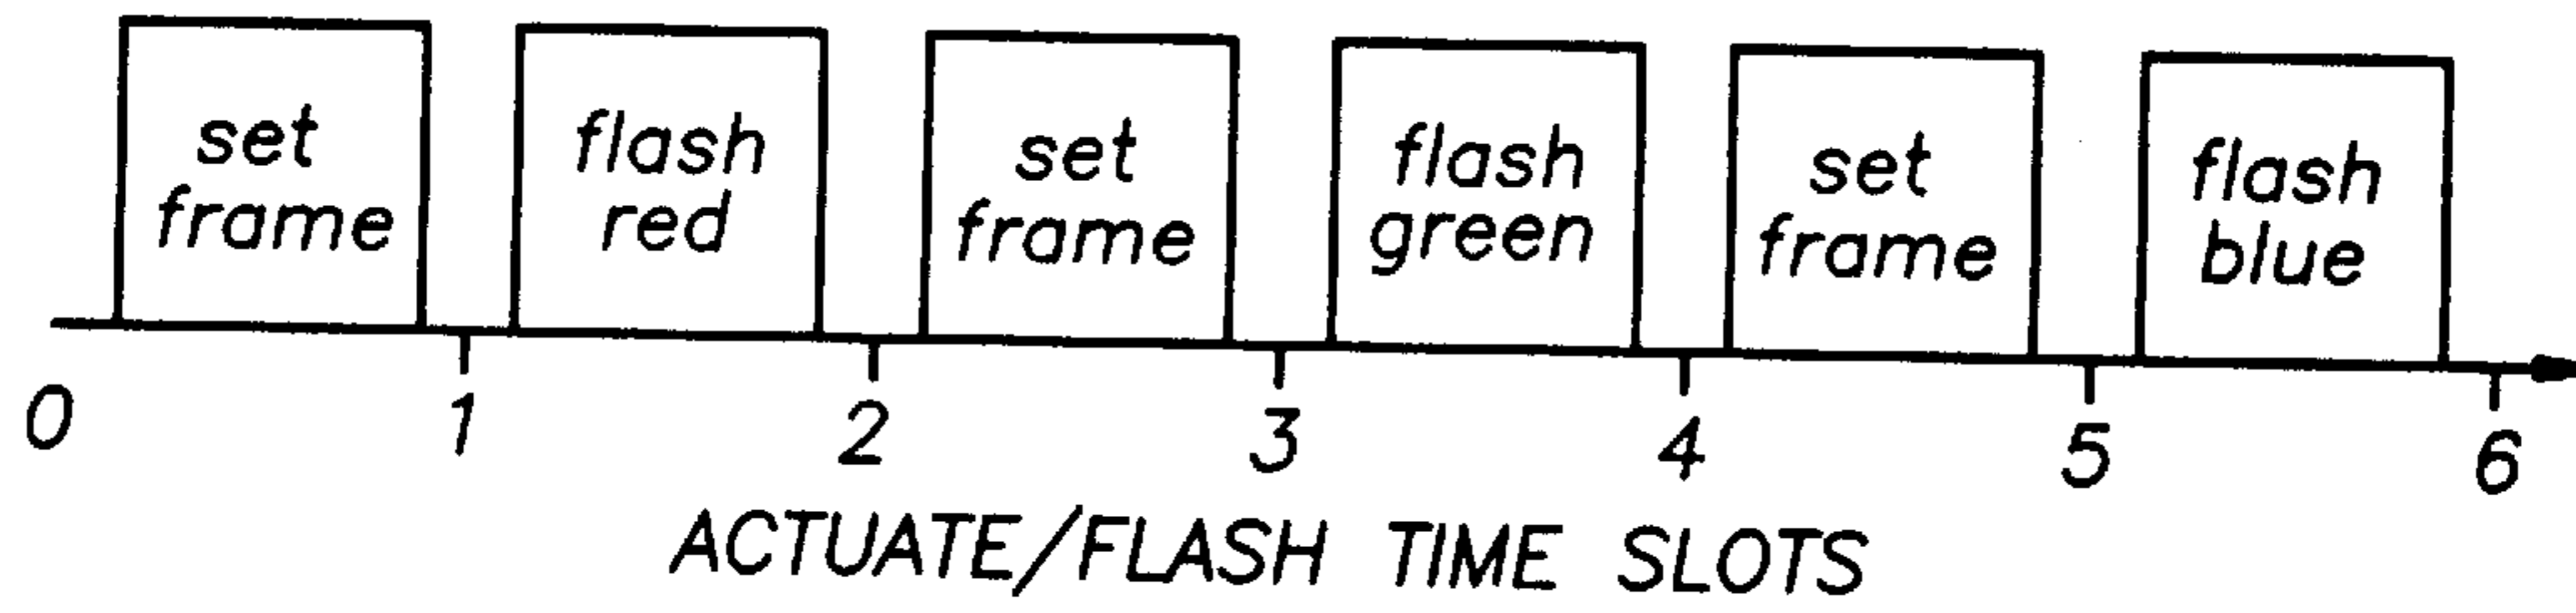 set
frame
flash
red
set
frame
flash
green
set
frame
flash
blue
0 1 2 3 4 5 6
ACTUATE/FLASH TIME SLOTS